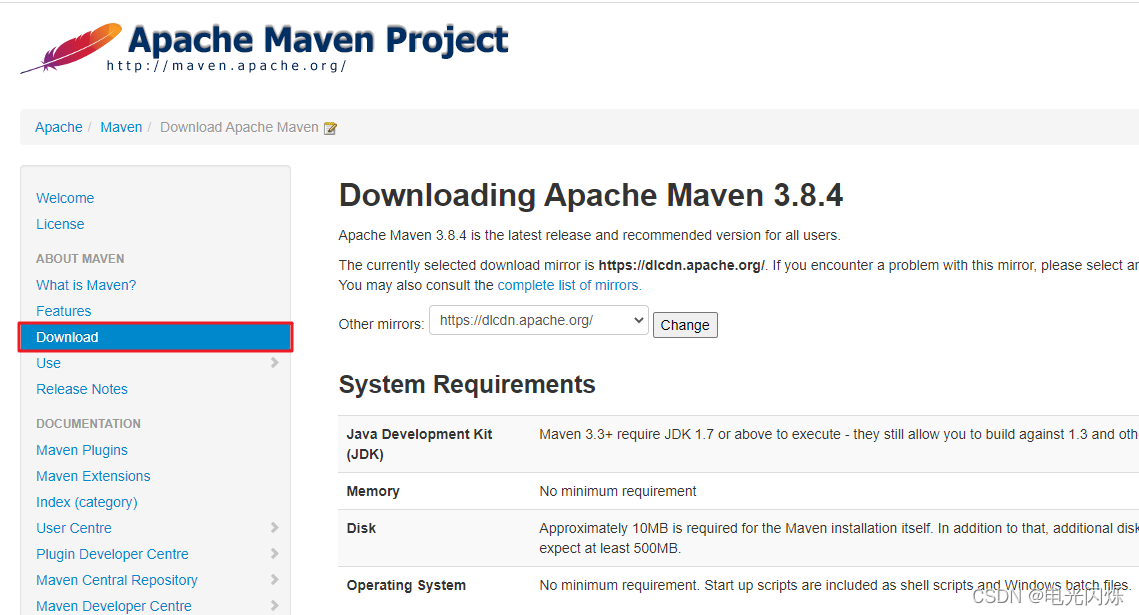 Apache Maven Project
http://maven.apache.org/
Apache / Maven / Download Apache Maven
Welcome
License
ABOUT MAVEN
What is Maven?
Features
Download
Use
Release Notes
DOCUMENTATION
Maven Plugins
Maven Extensions
Index (category)
User Centre
Plugin Developer Centre
Maven Central Repository
Maven Developer Centre
Downloading Apache Maven 3.8.4
Apache Maven 3.8.4 is the latest release and recommended version for all users.
The currently selected download mirror is https://dlcdn.apache.org/. If you encounter a problem with this mirror, please select
You may also consult the complete list of mirrors.
Other mirrors: https://dlcdn.apache.org/ Change
System Requirements
Java Development Kit (JDK)
Maven 3.3+ require JDK 1.7 or above to execute - they still allow you to build against 1.3 and
Memory
No minimum requirement
Disk
Approximately 10MB is required for the Maven installation itself. In addition to that, additional
expect at least 500MB.
Operating System
No minimum requirement. Start up scripts are included as shell scripts and Windows batch files.
CSDN @电光闪烁